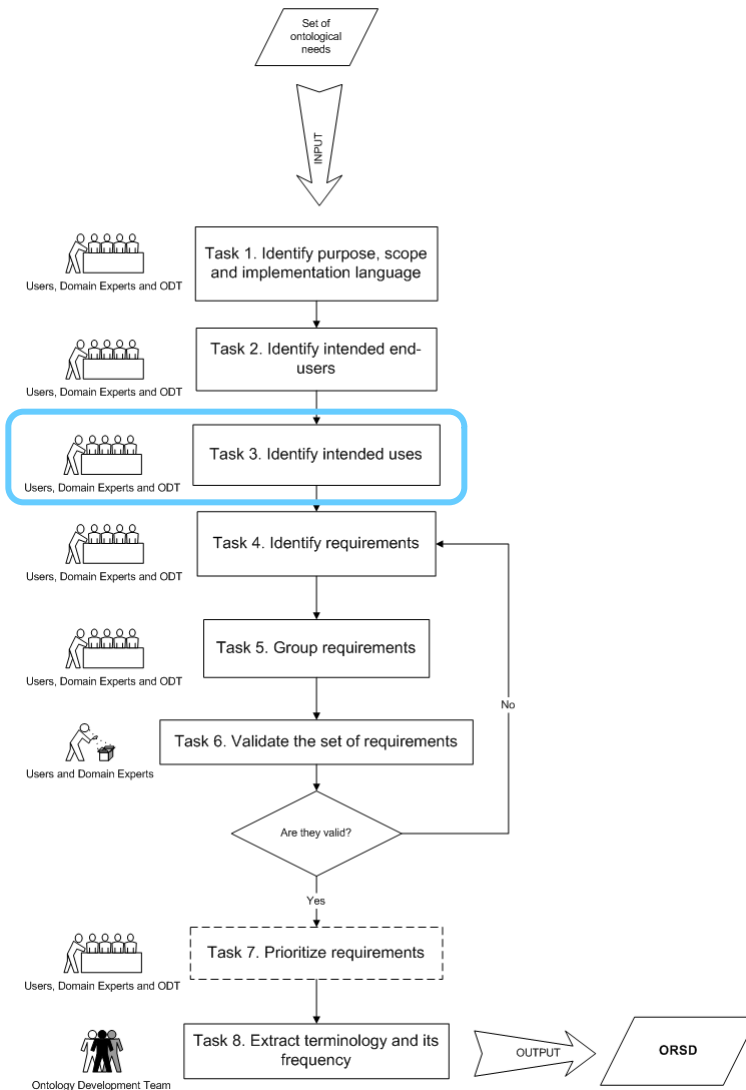 Set of
ontological
needs
INPUT
Task 1. Identify purpose, scope
and implementation language
Users, Domain Experts and ODT
Task 2. Identify intended end-
users
Users, Domain Experts and ODT
Task 3. Identify intended uses
Users, Domain Experts and ODT
Task 4. Identify requirements
Users, Domain Experts and ODT
Task 5. Group requirements
Users, Domain Experts and ODT
No
Task 6. Validate the set of requirements
Users and Domain Experts
Are they valid?
Yes
Task 7. Prioritize requirements
Users, Domain Experts and ODT
Task 8. Extract terminology and its
frequency
OUTPUT
ORSD
Ontology Development Team